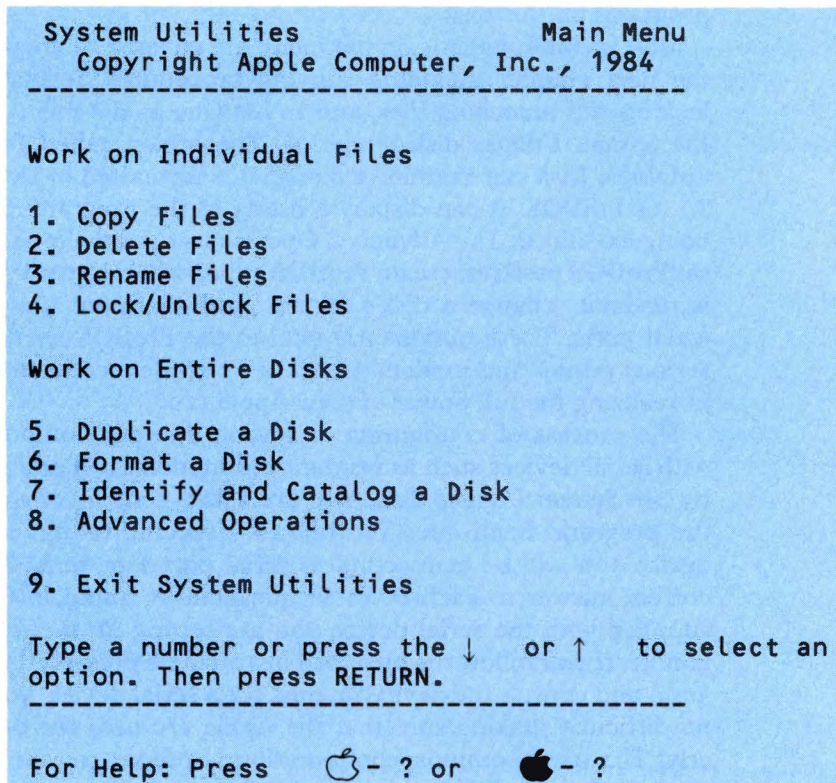 System Utilities Main Menu
Copyright Apple Computer, Inc., 1984
Work on Individual Files
1. Copy Files
2. Delete Files
3. Rename Files
4. Lock/Unlock Files
Work on Entire Disks
5. Duplicate a Disk
6. Format a Disk
7. Identify and Catalog a Disk
8. Advanced Operations
9. Exit System Utilities
Type a number or press the ↓ or ↑ to select an
option. Then press RETURN.
For Help: Press - ? or - ?